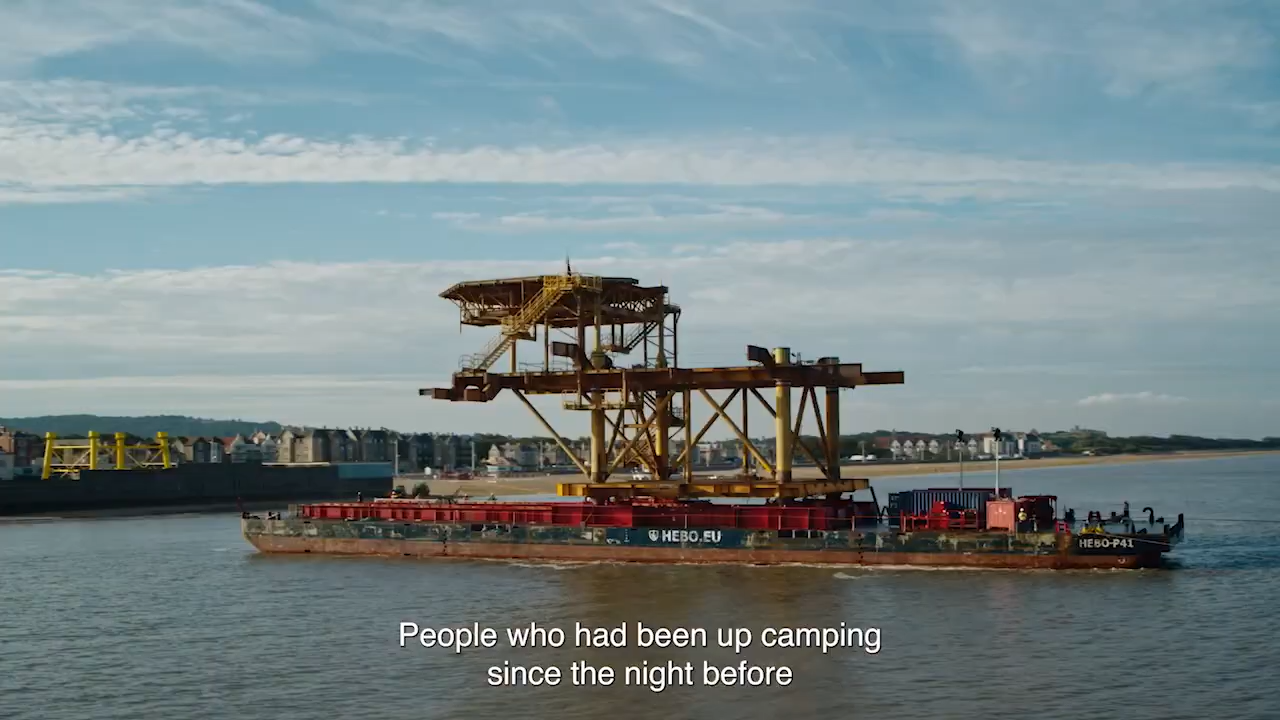 HEBO.EU
HEBO P41
People who had been up camping
since the night before